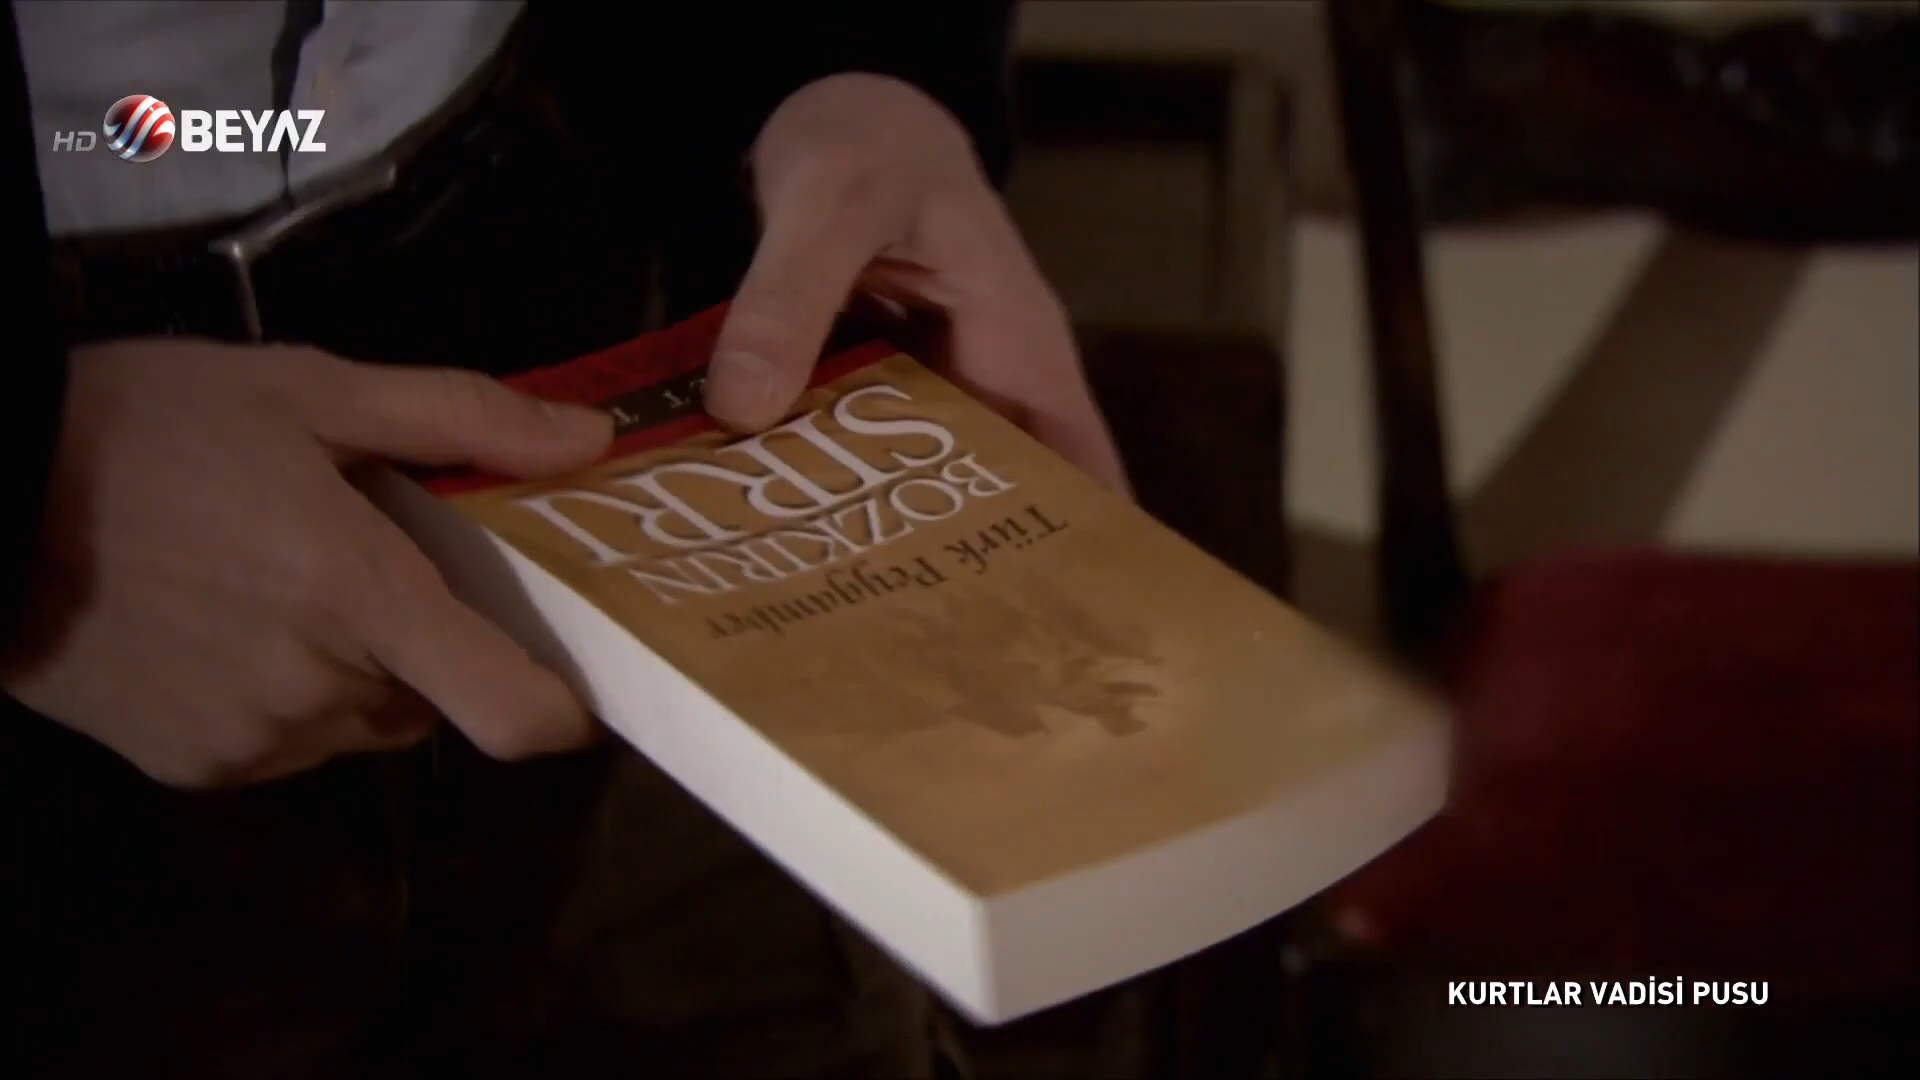 HD BEYAZ
SIRRI
BOZKIRIN
Türk Peygamber
KURTLAR VADİSİ PUSU